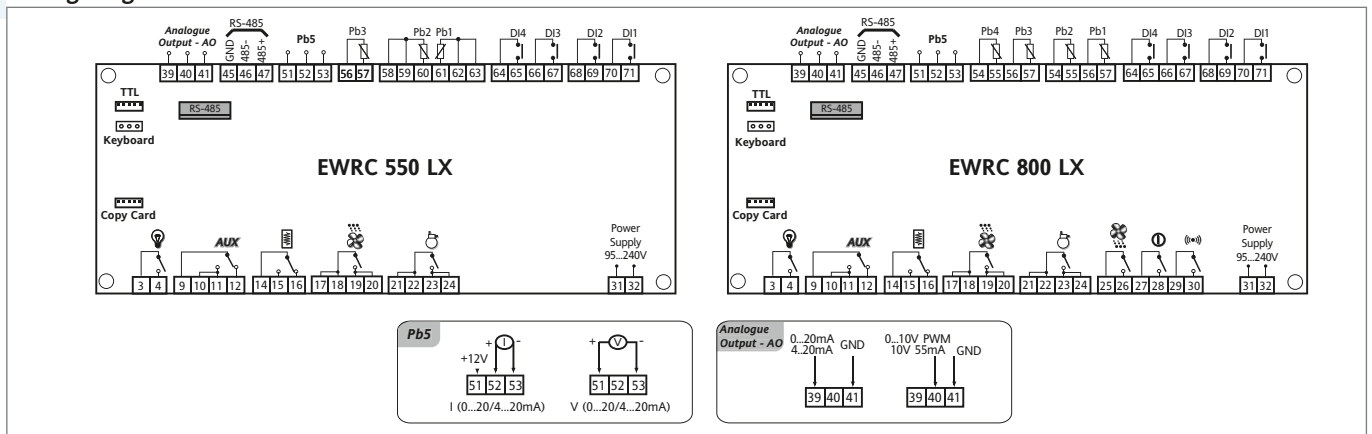 Analogue
Output - AO
RS-485
GND
485-
485+
Pb5
Pb3
Pb2 Pb1
DI4 DI3 DI2 DI1
39 40 41 45 46 47 51 52 53 56 57 58 59 60 61 62 63 64 65 66 67 68 69 70 71
TTL
RS-485
Keyboard
EWRC 550 LX
Copy Card
AUX
Power
Supply
95...240V
3 4 9 10 11 12 14 15 16 17 18 19 20 21 22 23 24 31 32
Analogue
Output - AO
RS-485
GND
485-
485+
Pb5
Pb4 Pb3 Pb2 Pb1
DI4 DI3 DI2 DI1
39 40 41 45 46 47 51 52 53 54 55 56 57 54 55 56 57 64 65 66 67 68 69 70 71
TTL
RS-485
Keyboard
EWRC 800 LX
Copy Card
AUX
Power
Supply
95...240V
3 4 9 10 11 12 14 15 16 17 18 19 20 21 22 23 24 25 26 27 28 29 30 31 32
Pb5
+ I -
+12V
51 52 53
I (0...20/4...20mA)
+ V -
51 52 53
V (0...20/4...20mA)
Analogue
Output - AO
0...20mA
4..20mA GND
39 40 41
0...10V PWM
10V 55mA GND
39 40 41